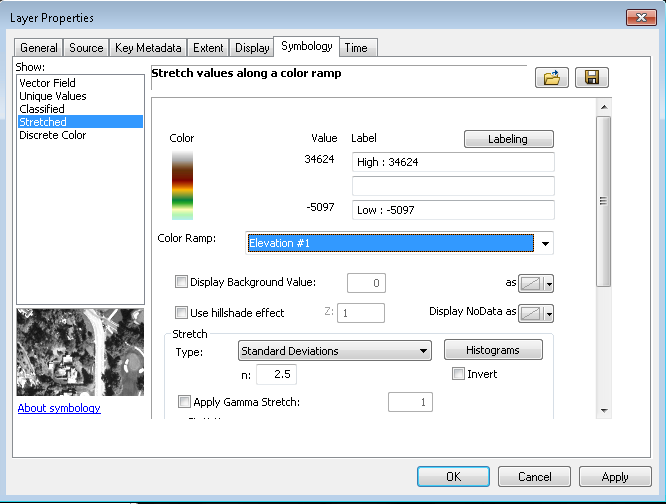 Layer Properties
General Source Key Metadata Extent Display Symbology Time
Show:
Vector Field
Unique Values
Classified
Stretched
Discrete Color
About symbology
Stretch values along a color ramp
Color Value Label Labeling
34624 High : 34624
-5097 Low : -5097
Color Ramp: Elevation #1
Display Background Value: 0 as
Use hillshade effect Z: 1 Display NoData as
Stretch
Type: Standard Deviations Histograms
n: 2.5 Invert
Apply Gamma Stretch: 1
OK Cancel Apply